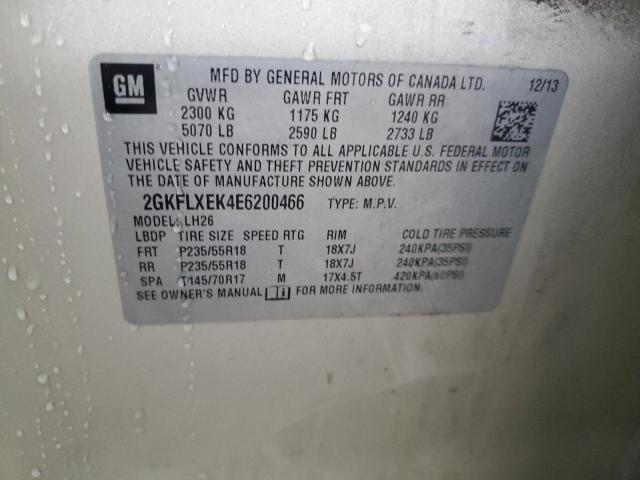 GM
MFD BY GENERAL MOTORS OF CANADA LTD. 12/13
GVWR GAWR FRT GAWR RR
2300 KG 1175 KG 1240 KG
5070 LB 2590 LB 2733 LB
THIS VEHICLE CONFORMS TO ALL APPLICABLE U.S. FEDERAL MOTOR
VEHICLE SAFETY AND THEFT PREVENTION STANDARDS IN EFFECT ON
THE DATE OF MANUFACTURE SHOWN ABOVE.
2GKFLXEK4E6200466 TYPE: M.P.V.
MODEL: LH26
LBDP TIRE SIZE SPEED RTG RIM COLD TIRE PRESSURE
FRT P235/55R18 T 18X7J 240KPA(35PSI)
RR P235/55R18 T 18X7J 240KPA(35PSI)
SPA T145/70R17 M 17X4.5T 420KPA(60PSI)
SEE OWNER'S MANUAL FOR MORE INFORMATION